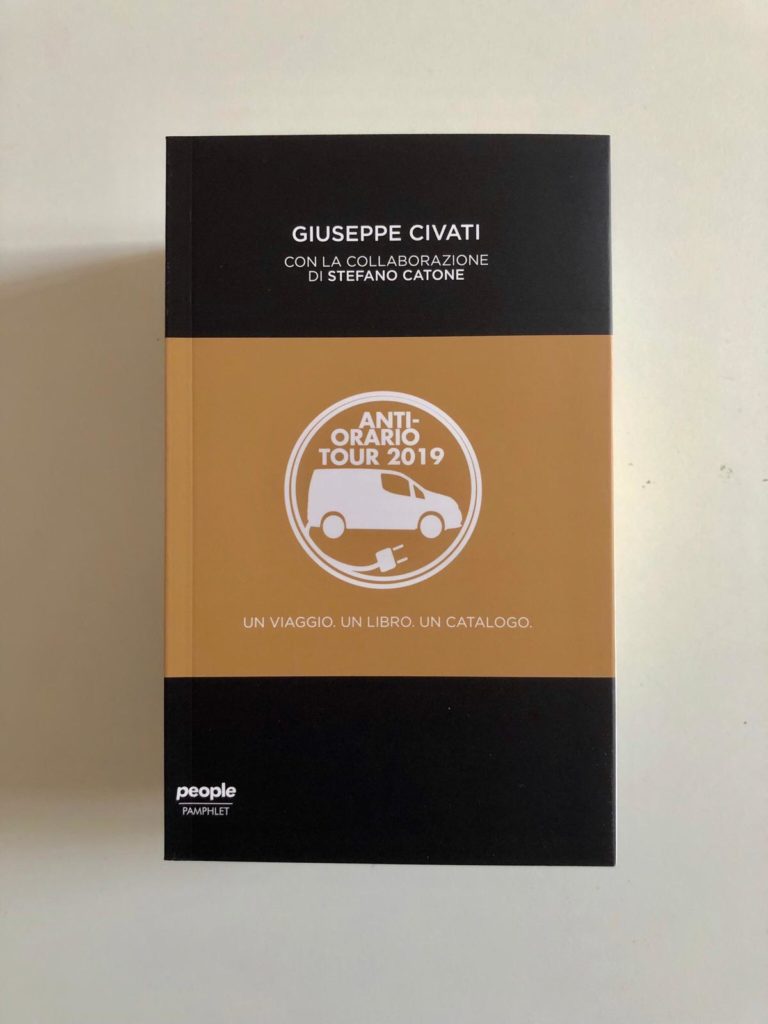 GIUSEPPE CIVATI
CON LA COLLABORAZIONE
DI STEFANO CATONE
ANTI-
ORARIO
TOUR 2019
UN VIAGGIO. UN LIBRO. UN CATALOGO.
people
PAMPHLET